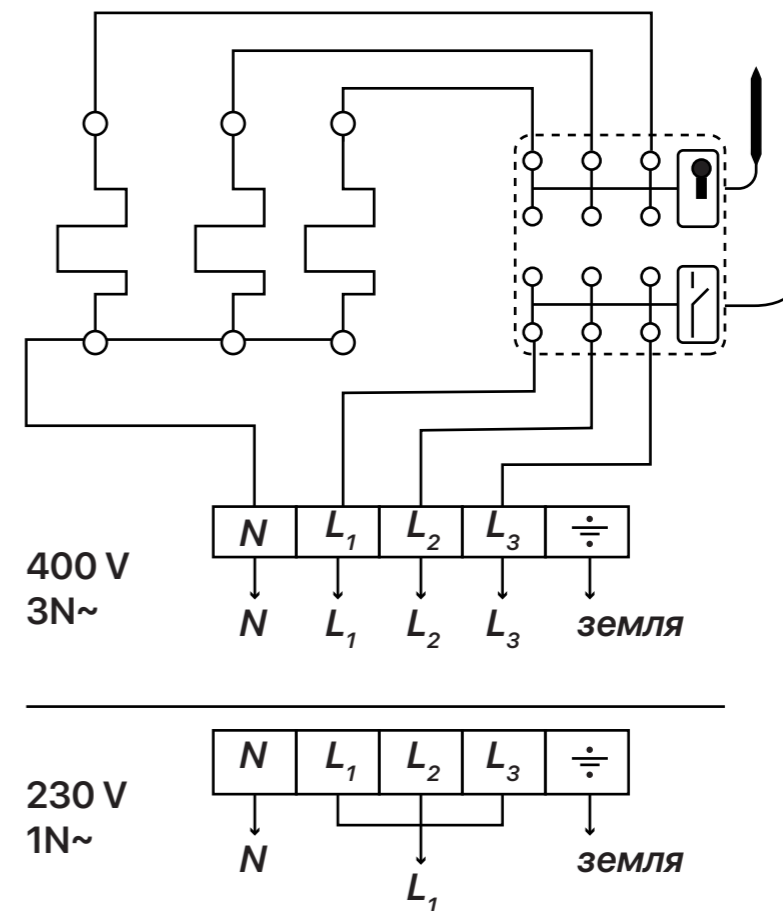 N L₁ L₂ L₃
400 V
3N~
N L₁ L₂ L₃ земля
N L₁ L₂ L₃
230 V
1N~
N земля
L₁